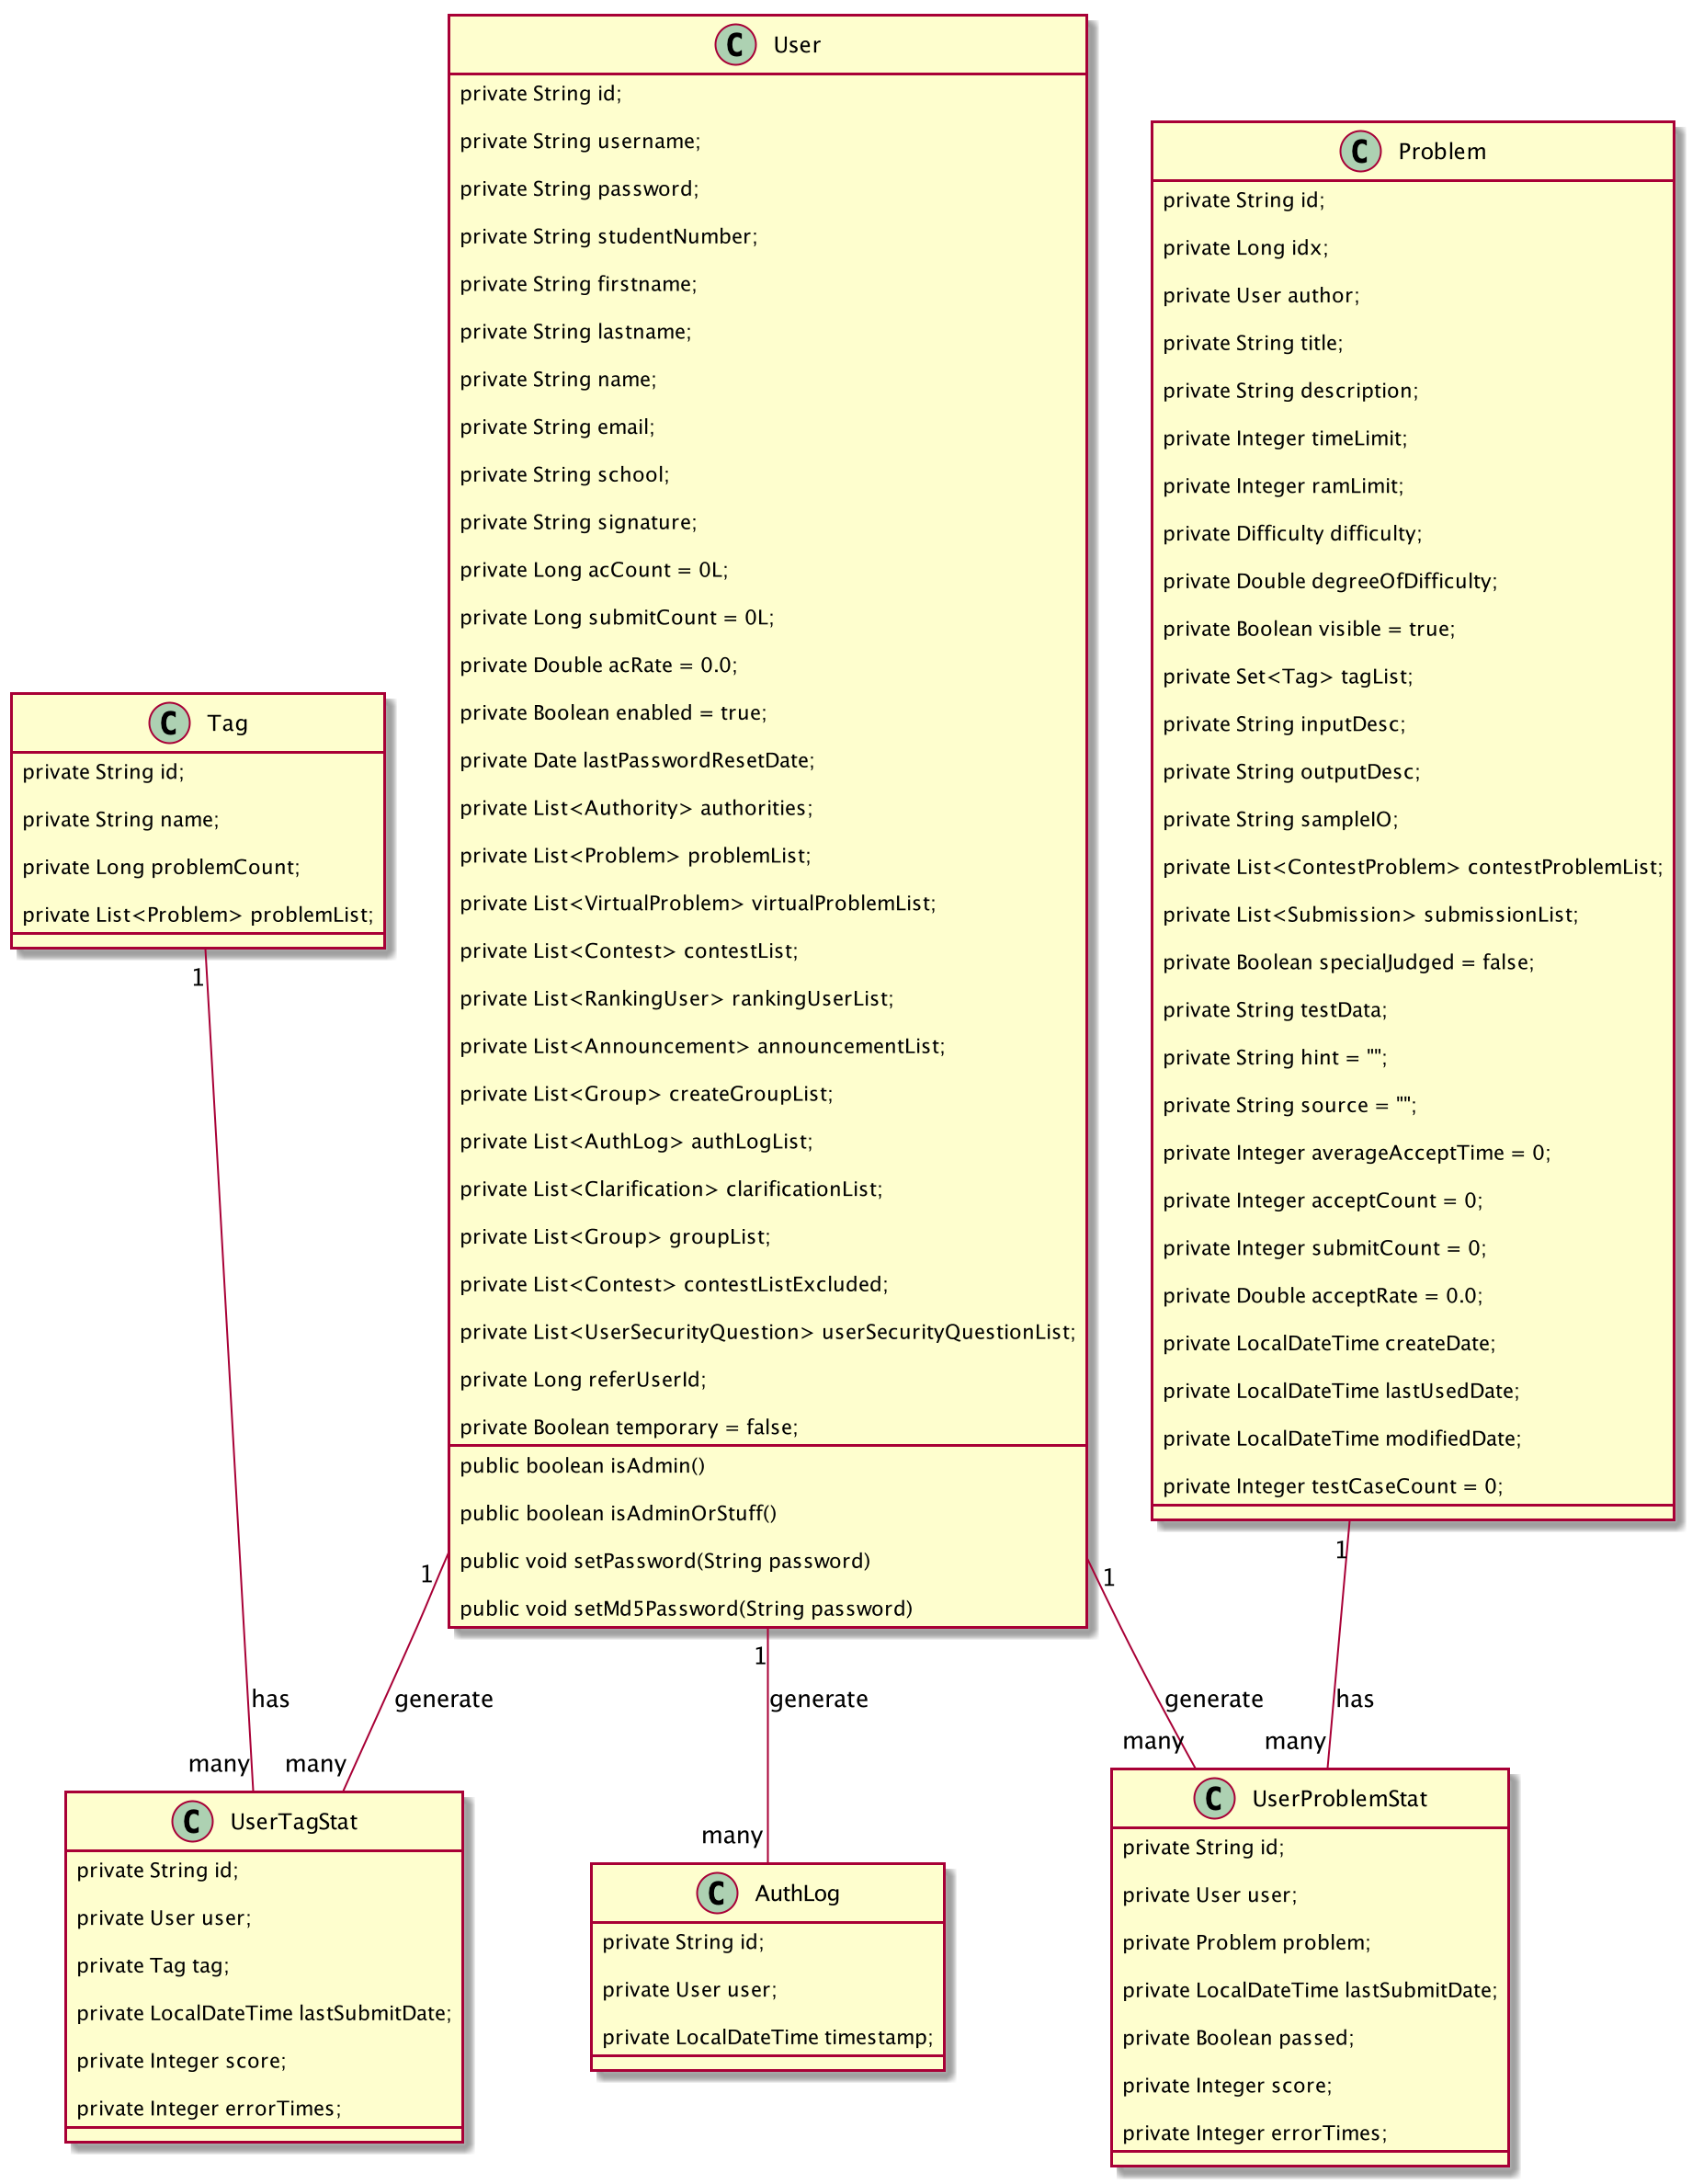 C User
private String id;
private String username;
private String password;
private String studentNumber;
private String firstname;
private String lastname;
private String name;
private String email;
private String school;
private String signature;
private Long acCount = 0L;
private Long submitCount = 0L;
private Double acRate = 0.0;
private Boolean enabled = true;
private Date lastPasswordResetDate;
private List<Authority> authorities;
private List<Problem> problemList;
private List<VirtualProblem> virtualProblemList;
private List<Contest> contestList;
private List<RankingUser> rankingUserList;
private List<Announcement> announcementList;
private List<Group> createGroupList;
private List<AuthLog> authLogList;
private List<Clarification> clarificationList;
private List<Group> groupList;
private List<Contest> contestListExcluded;
private List<UserSecurityQuestion> userSecurityQuestionList;
private Long referUserId;
private Boolean temporary = false;
public boolean isAdmin()
public boolean isAdminOrStuff()
public void setPassword(String password)
public void setMd5Password(String password)
C Problem
private String id;
private Long idx;
private User author;
private String title;
private String description;
private Integer timeLimit;
private Integer ramLimit;
private Difficulty difficulty;
private Double degreeOfDifficulty;
private Boolean visible = true;
private Set<Tag> tagList;
private String inputDesc;
private String outputDesc;
private String sampleIO;
private List<ContestProblem> contestProblemList;
private List<Submission> submissionList;
private Boolean specialJudged = false;
private String testData;
private String hint = "";
private String source = "";
private Integer averageAcceptTime = 0;
private Integer acceptCount = 0;
private Integer submitCount = 0;
private Double acceptRate = 0.0;
private LocalDateTime createDate;
private LocalDateTime lastUsedDate;
private LocalDateTime modifiedDate;
private Integer testCaseCount = 0;
C Tag
private String id;
private String name;
private Long problemCount;
private List<Problem> problemList;
1
has
many
1
generate
many
1
generate
many
1
generate
many
1
has
many
C UserTagStat
private String id;
private User user;
private Tag tag;
private LocalDateTime lastSubmitDate;
private Integer score;
private Integer errorTimes;
C AuthLog
private String id;
private User user;
private LocalDateTime timestamp;
C UserProblemStat
private String id;
private User user;
private Problem problem;
private LocalDateTime lastSubmitDate;
private Boolean passed;
private Integer score;
private Integer errorTimes;